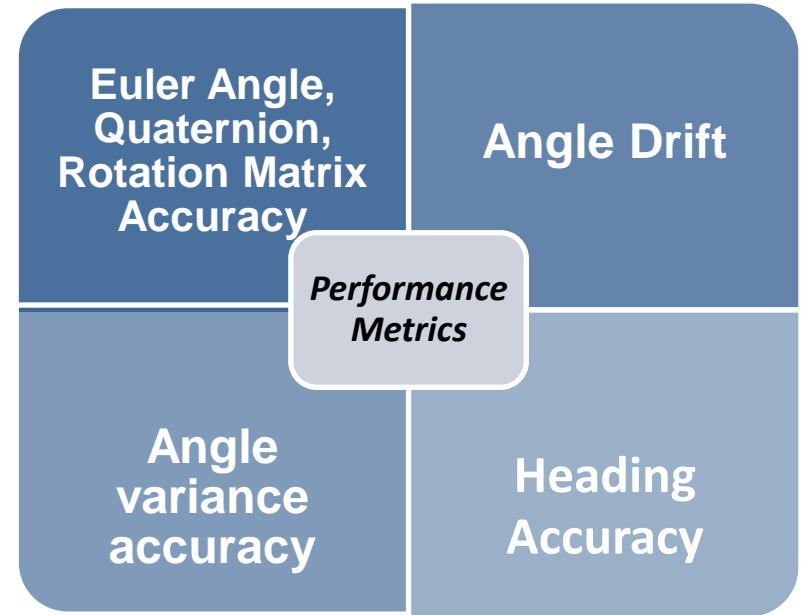 Euler Angle,
Quaternion,
Rotation Matrix
Accuracy
Angle Drift
Performance
Metrics
Angle
variance
accuracy
Heading
Accuracy